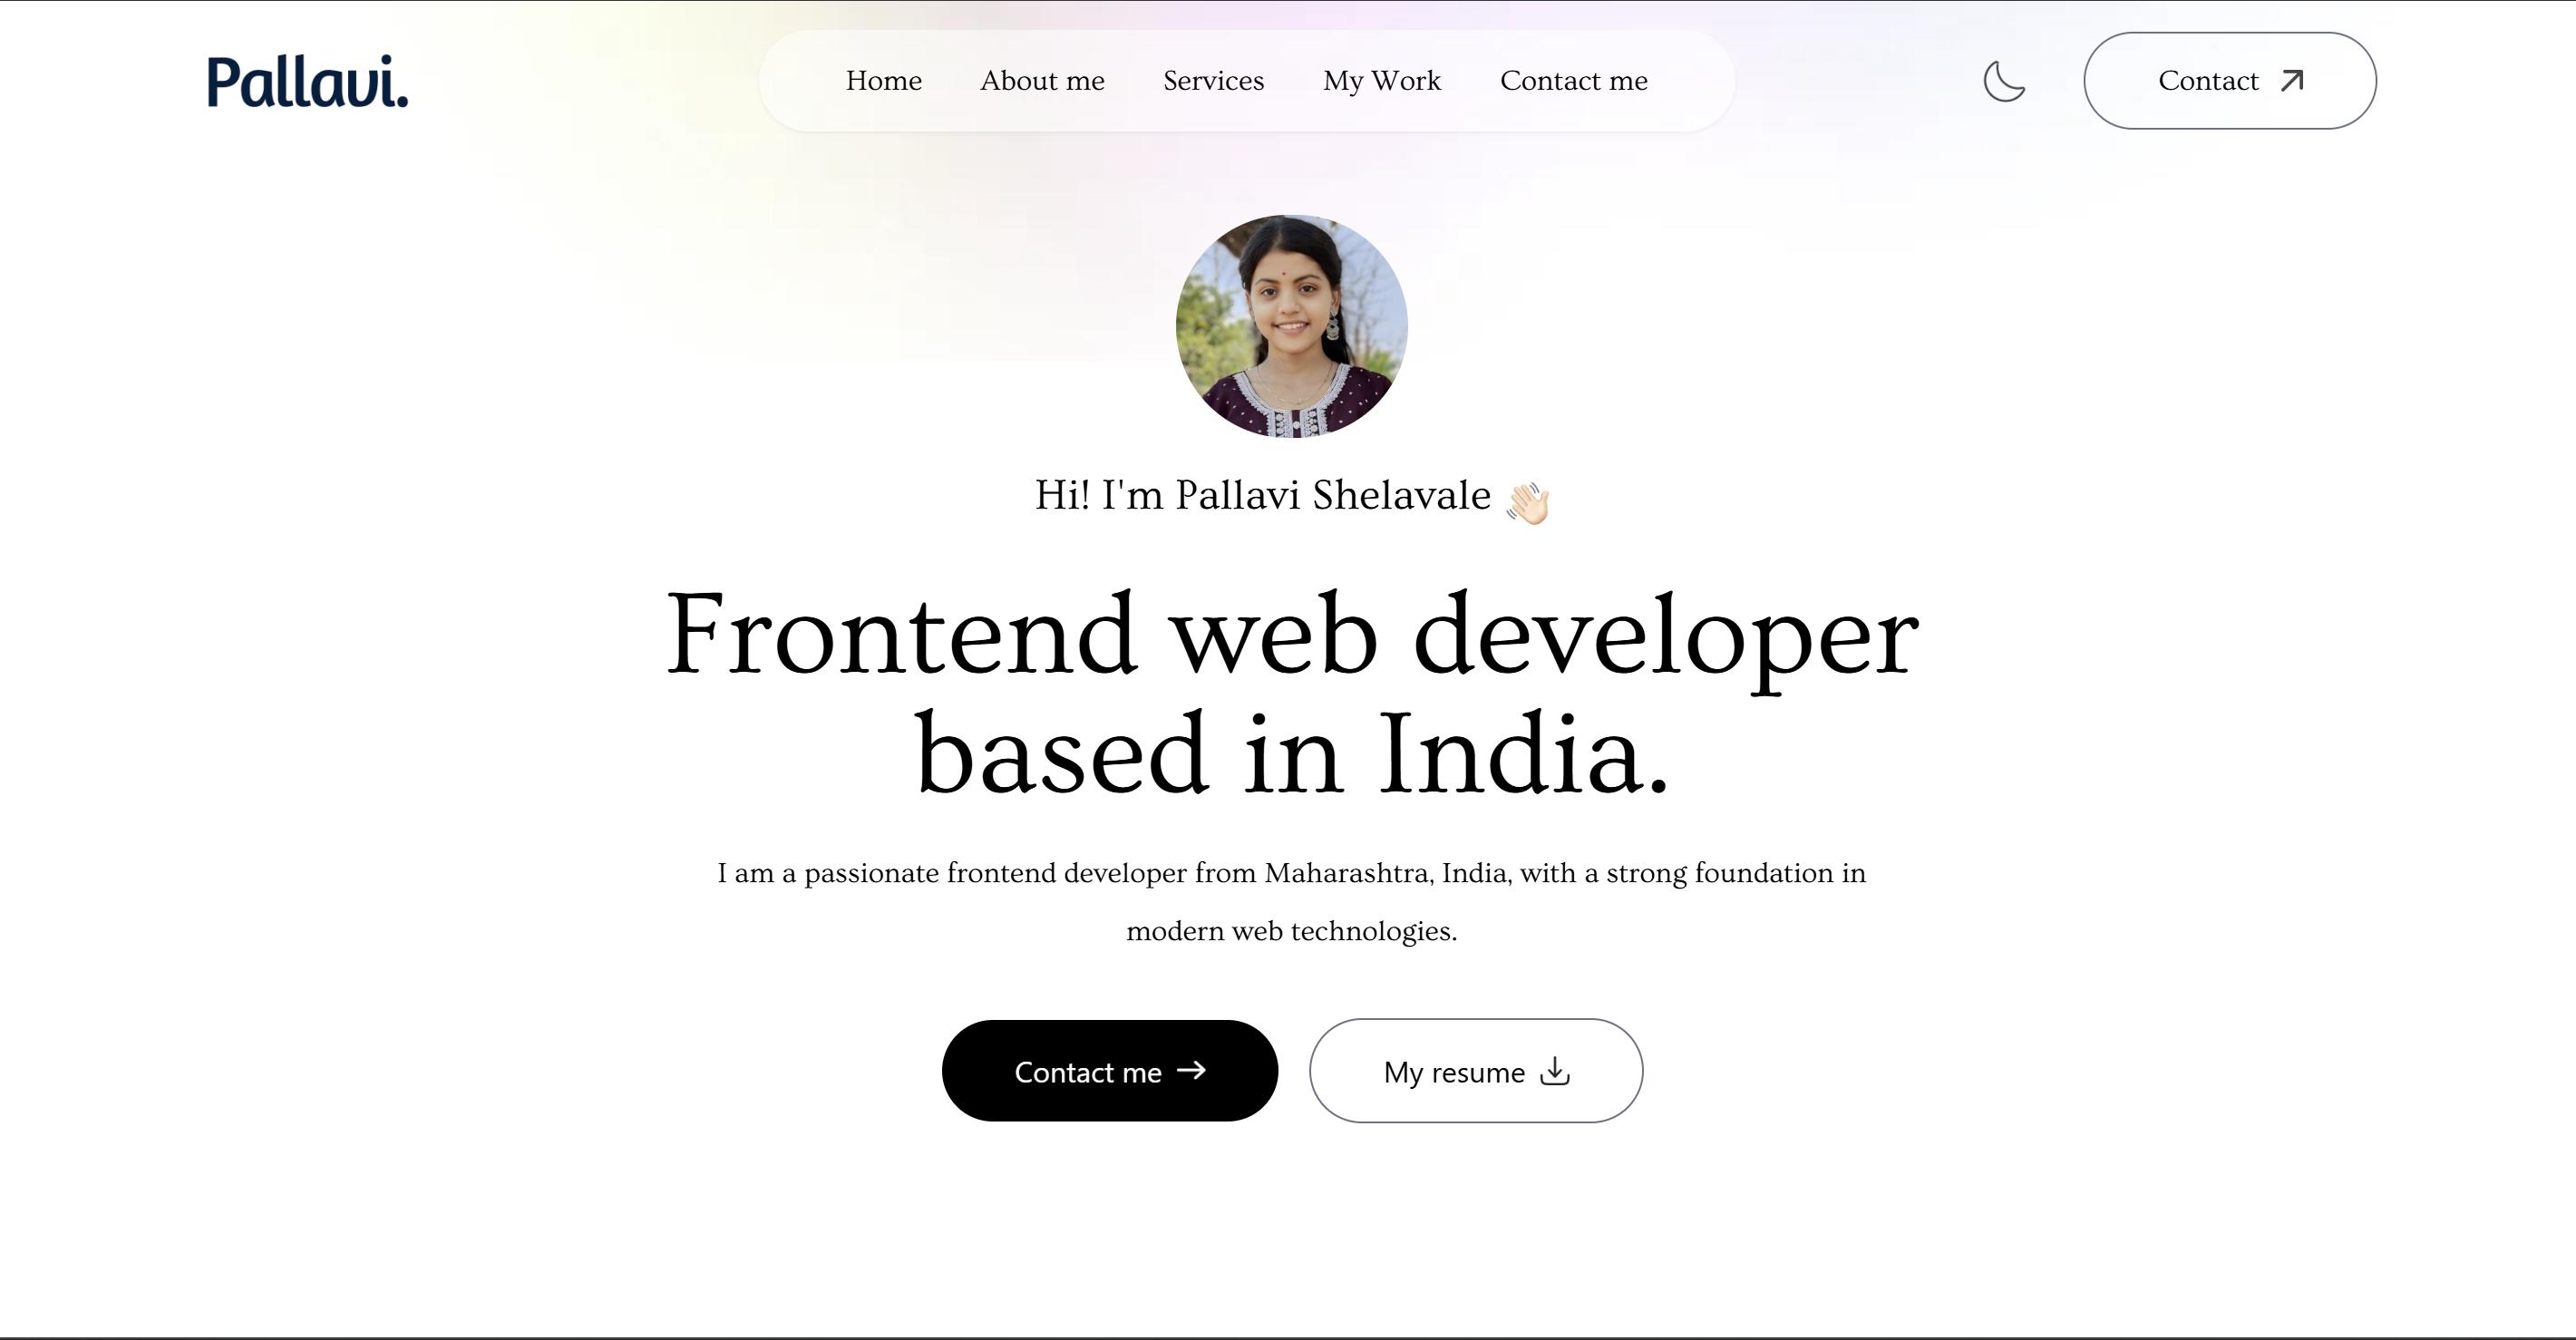 Pallavi.
Home About me Services My Work Contact me
Contact
Hi! I'm Pallavi Shelavale 👋🏻
Frontend web developer
based in India.
I am a passionate frontend developer from Maharashtra, India, with a strong foundation in
modern web technologies.
Contact me
My resume